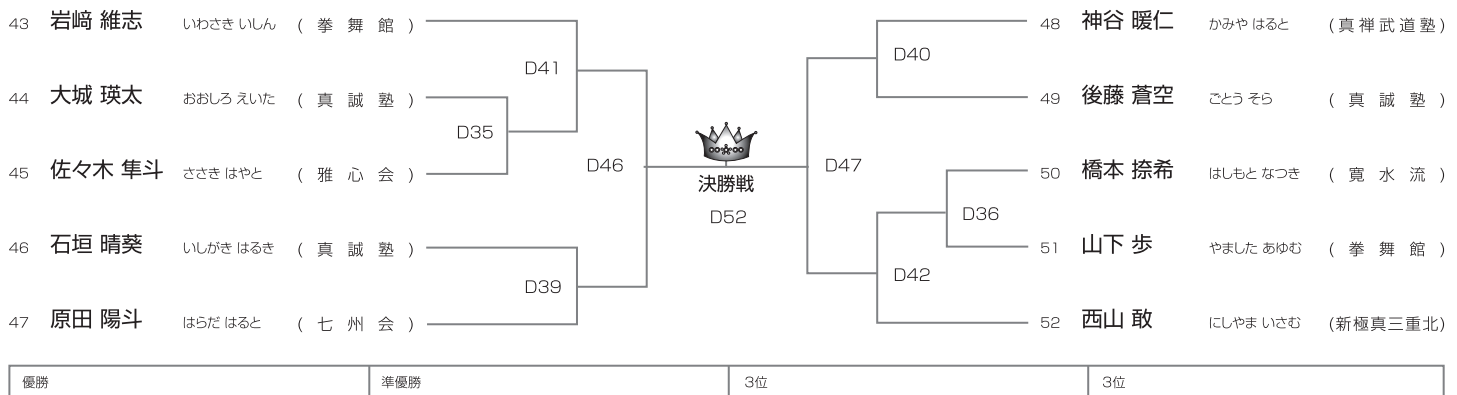 43 岩﨑 維志 いわさき いしん ( 拳 舞 館 )
D41
44 大城 瑛太 おおしろ えいた ( 真 誠 塾 )
D35
45 佐々木 隼斗 ささき はやと ( 雅 心 会 )
D46
46 石垣 晴葵 いしがき はるき ( 真 誠 塾 )
D39
47 原田 陽斗 はらだ はると ( 七 州 会 )
決勝戦
D52
48 神谷 暖仁 かみや はると (真禅武道塾)
D40
49 後藤 蒼空 ごとう そら ( 真 誠 塾 )
D47
50 橋本 捺希 はしもと なつき ( 寛 水 流 )
D36
51 山下 歩 やました あゆむ ( 拳 舞 館 )
D42
52 西山 敢 にしやま いさむ (新極真三重北)
優勝 準優勝 3位 3位